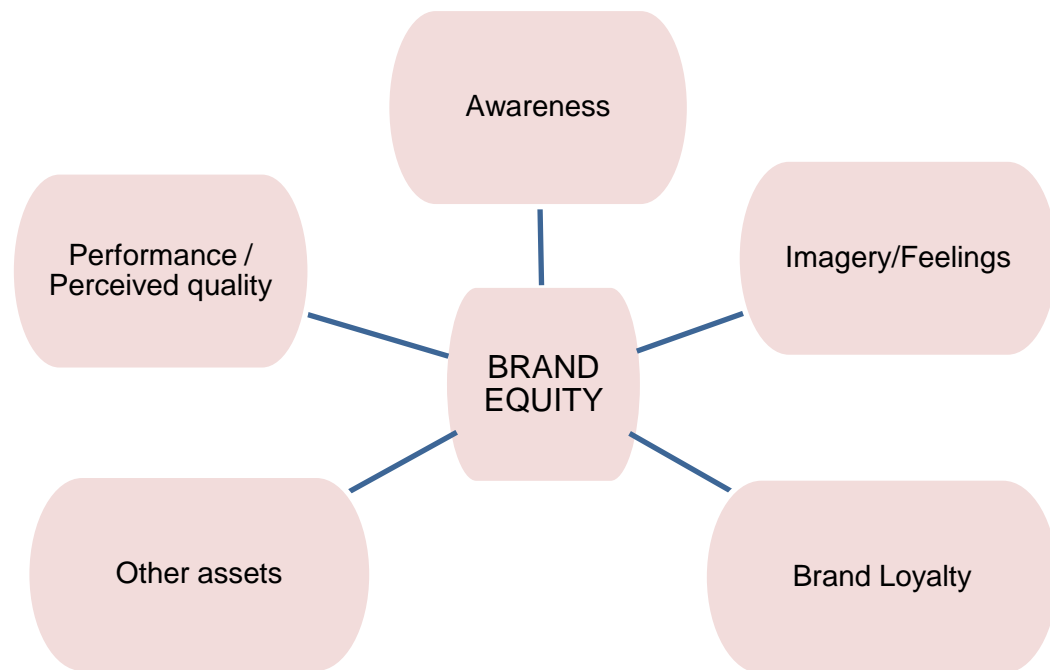 Awareness
Imagery/Feelings
Performance /
Perceived quality
BRAND
EQUITY
Other assets
Brand Loyalty